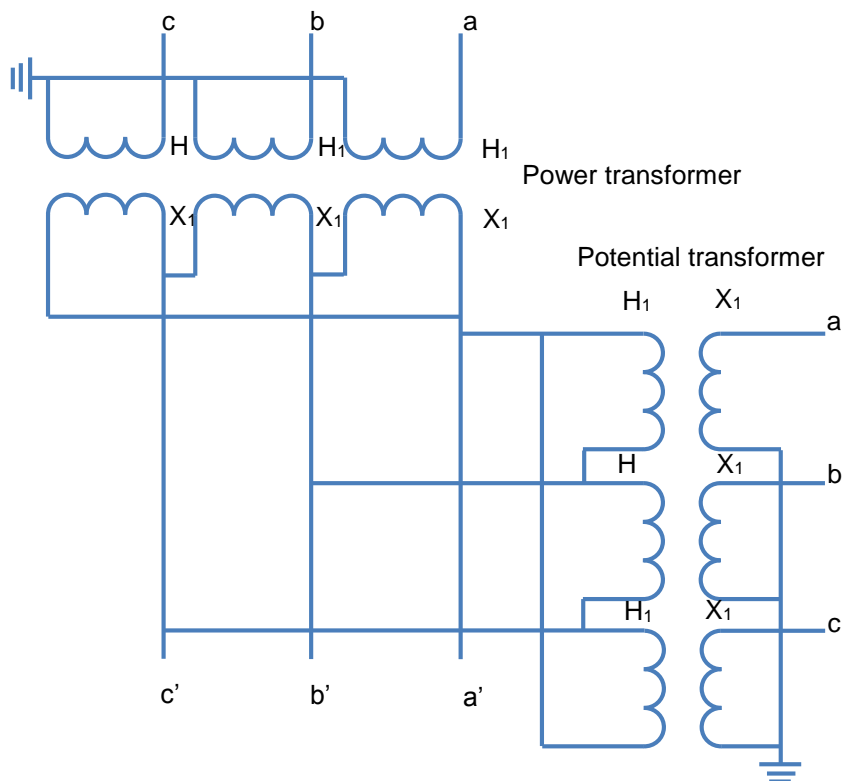 c b a
H H₁ H₁
Power transformer
X₁ X₁ X₁
Potential transformer
H₁ X₁
a
H X₁
b
H₁ X₁
c
c’ b’ a’